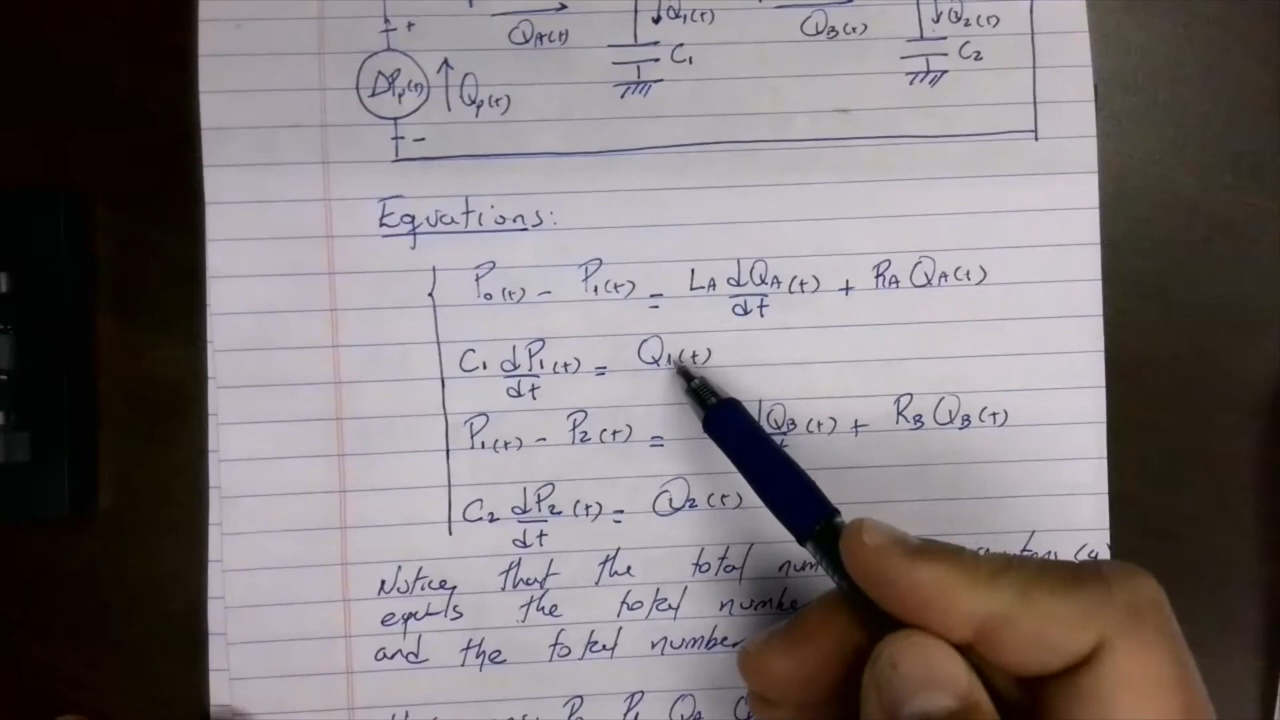 Q_A(t) Q_1(t) Q_B(t) Q_2(t)
+ C_1 C_2
ΔP_p(t) Q_p(t)
-
Equations:
P_0(t) - P_1(t) = L_A dQ_A(t)/dt + R_A Q_A(t)
C_1 dP_1(t)/dt = Q_1(t)
P_1(t) - P_2(t) = dQ_B(t) + R_B Q_B(t)
C_2 dP_2(t)/dt = Q_2(t)
Notice that the total
equals the total
and the total number